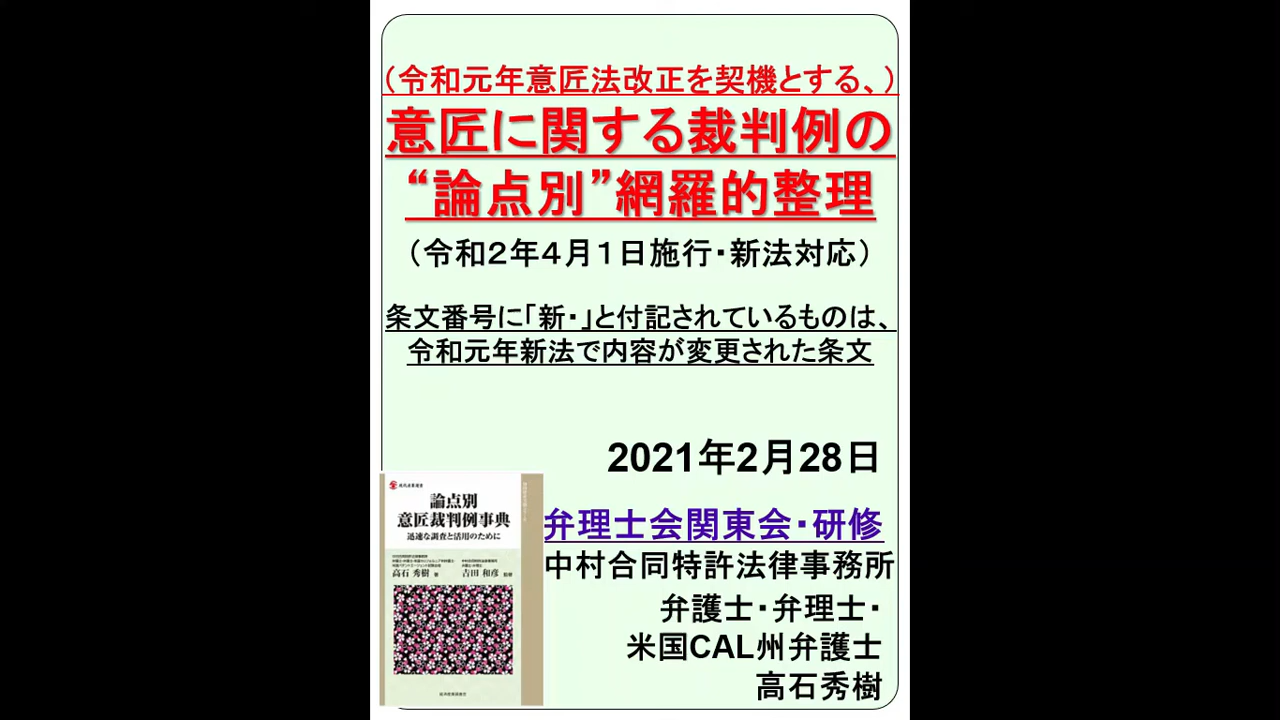 （令和元年意匠法改正を契機とする、）
意匠に関する裁判例の
“論点別”網羅的整理
（令和２年４月１日施行・新法対応）
条文番号に「新・」と付記されているものは、
令和元年新法で内容が変更された条文
2021年2月28日
弁理士会関東会・研修
中村合同特許法律事務所
弁護士・弁理士・
米国CAL州弁護士
高石秀樹
論点別
意匠裁判例事典
迅速な調査と活用のために
高石 秀樹 著
吉田 和彦 監修